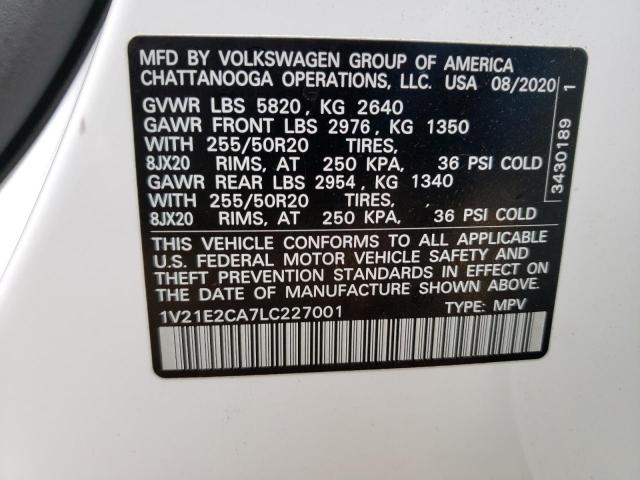 MFD BY VOLKSWAGEN GROUP OF AMERICA
CHATTANOOGA OPERATIONS, LLC. USA 08/2020
GVWR LBS 5820, KG 2640
GAWR FRONT LBS 2976, KG 1350
WITH 255/50R20 TIRES,
8JX20 RIMS, AT 250 KPA, 36 PSI COLD
GAWR REAR LBS 2954, KG 1340
WITH 255/50R20 TIRES,
8JX20 RIMS, AT 250 KPA, 36 PSI COLD
THIS VEHICLE CONFORMS TO ALL APPLICABLE
U.S. FEDERAL MOTOR VEHICLE SAFETY AND
THEFT PREVENTION STANDARDS IN EFFECT ON
THE DATE OF MANUFACTURE SHOWN ABOVE.
1V21E2CA7LC227001 TYPE: MPV
3430189 1